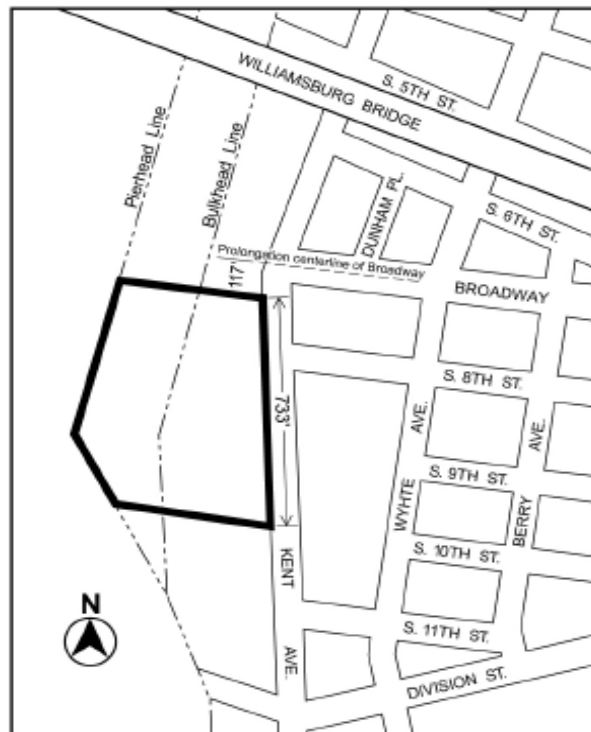 S. 5TH ST.
WILLIAMSBURG BRIDGE
Pierhead Line
Bulkhead Line
DUNHAM PL.
S. 6TH ST.
Prolongation centerline of Broadway
117'
BROADWAY
S. 8TH ST.
733'
AVE.
AVE.
S. 9TH ST.
WYHTE
BERRY
S. 10TH ST.
KENT
N
S. 11TH ST.
AVE.
DIVISION ST.